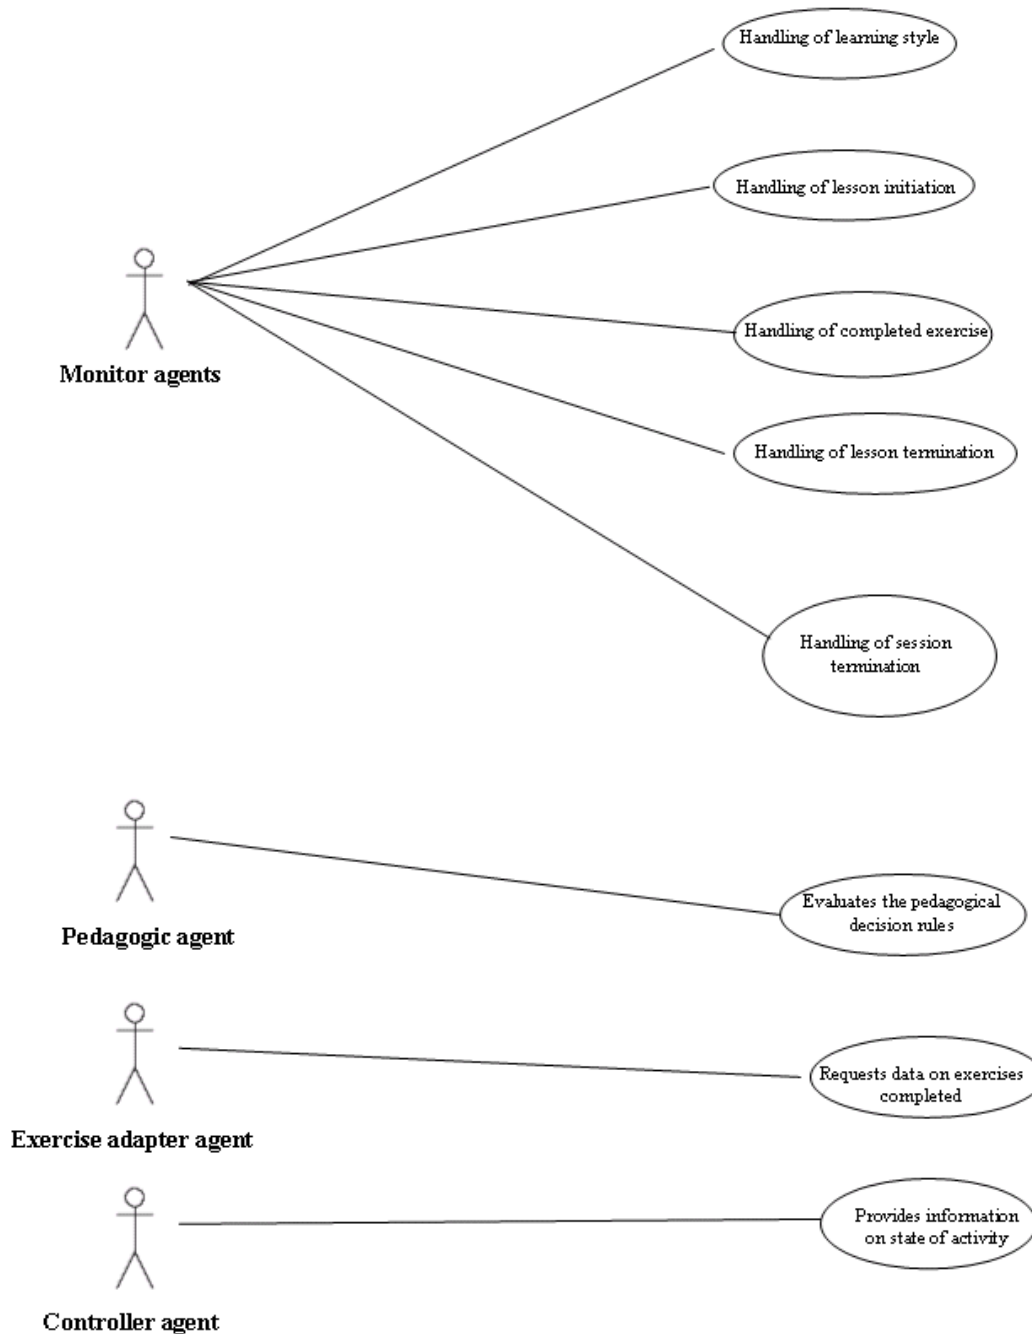 Handling of learning style
Handling of lesson initiation
Handling of completed exercise
Monitor agents
Handling of lesson termination
Handling of session
termination
Evaluates the pedagogical
decision rules
Pedagogic agent
Requests data on exercises
completed
Exercise adapter agent
Provides information
on state of activity
Controller agent